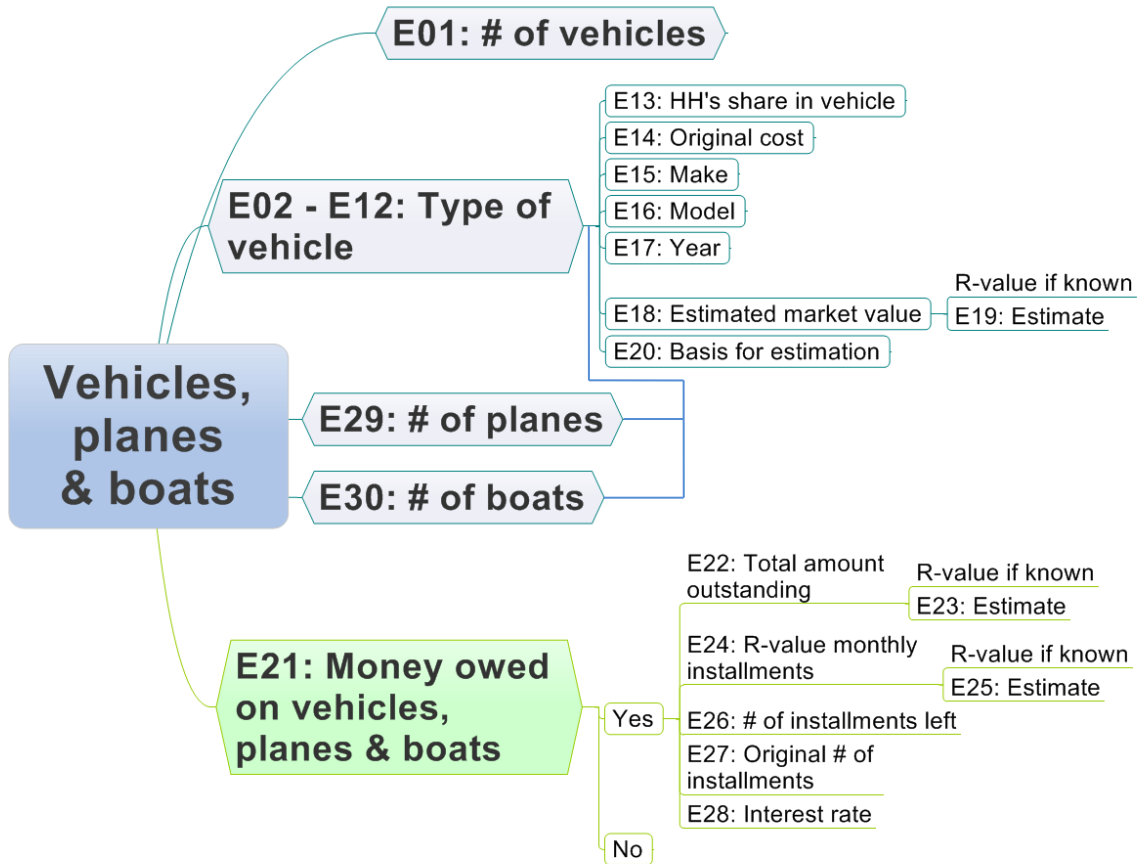 E01: # of vehicles
E13: HH's share in vehicle
E14: Original cost
E15: Make
E02 - E12: Type of
vehicle
E16: Model
E17: Year
R-value if known
E18: Estimated market value
E19: Estimate
E20: Basis for estimation
Vehicles,
planes
& boats
E29: # of planes
E30: # of boats
E22: Total amount
outstanding
R-value if known
E23: Estimate
E24: R-value monthly
installments
R-value if known
E25: Estimate
E21: Money owed
on vehicles,
planes & boats
Yes
E26: # of installments left
E27: Original # of
installments
E28: Interest rate
No